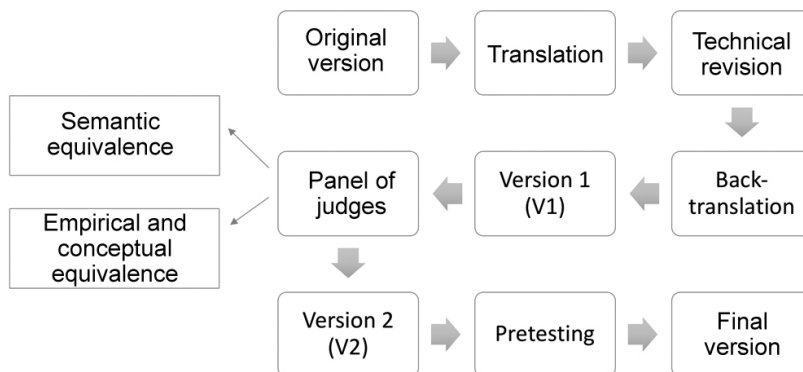 Original
version
Translation
Technical
revision
Semantic
equivalence
Panel of
judges
Version 1
(V1)
Back-
translation
Empirical and
conceptual
equivalence
Version 2
(V2)
Pretesting
Final
version